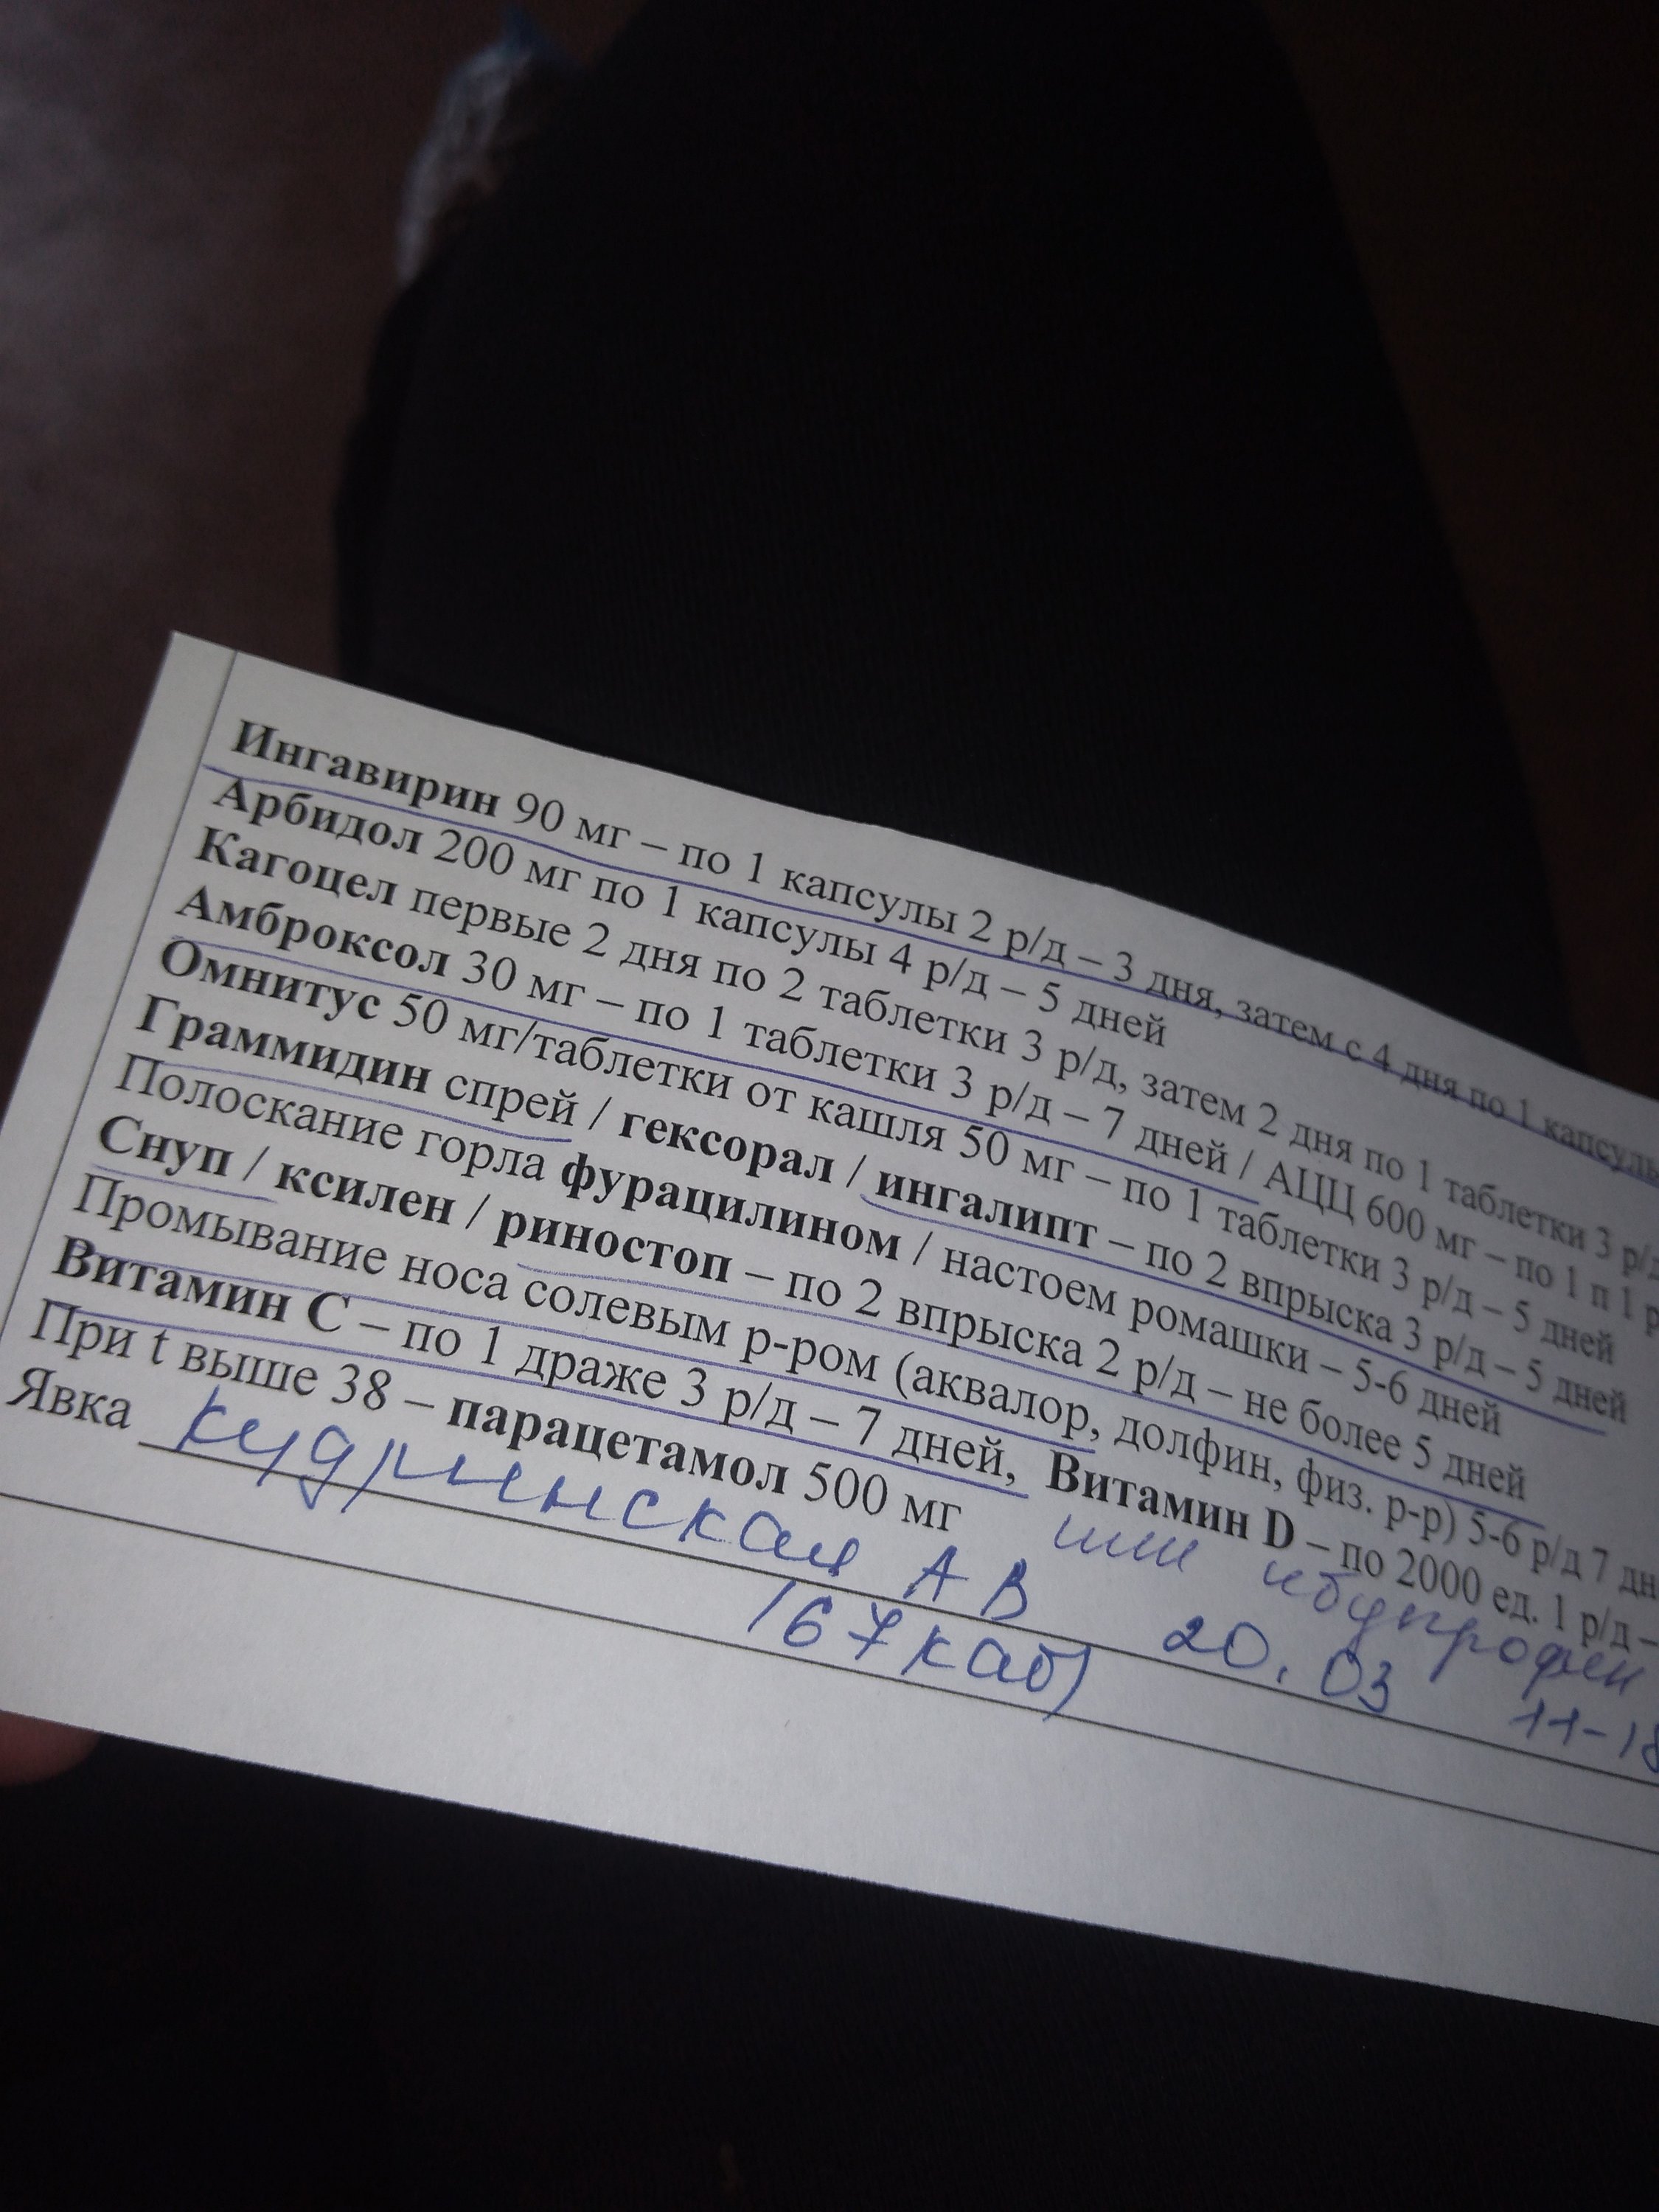 Ингавирин 90 мг – по 1 капсулы 2 р/д – 3 дня, затем с 4 дня по 1 капсулы
Арбидол 200 мг по 1 капсулы 4 р/д – 5 дней
Кагоцел первые 2 дня по 2 таблетки 3 р/д, затем 2 дня по 1 таблетки 3 р/д
Амброксол 30 мг – по 1 таблетки 3 р/д – 7 дней / АЦЦ 600 мг – по 1 п 1 р
Омнитус 50 мг/таблетки от кашля 50 мг – по 1 таблетки 3 р/д – 5 дней
Граммидин спрей / гексорал / ингалипт – по 2 впрыска 3 р/д – 5 дней
Полоскание горла фурацилином / настоем ромашки – 5-6 дней
Снуп / ксилен / риностоп – по 2 впрыска 2 р/д – не более 5 дней
Промывание носа солевым р-ром (аквалор, долфин, физ. р-р) 5-6 р/д 7 дн
Витамин С – по 1 драже 3 р/д – 7 дней, Витамин D – по 2000 ед. 1 р/д –
При t выше 38 – парацетамол 500 мг или ибупрофен
Явка Кудринская А В 20.03 11-18
167 каб)